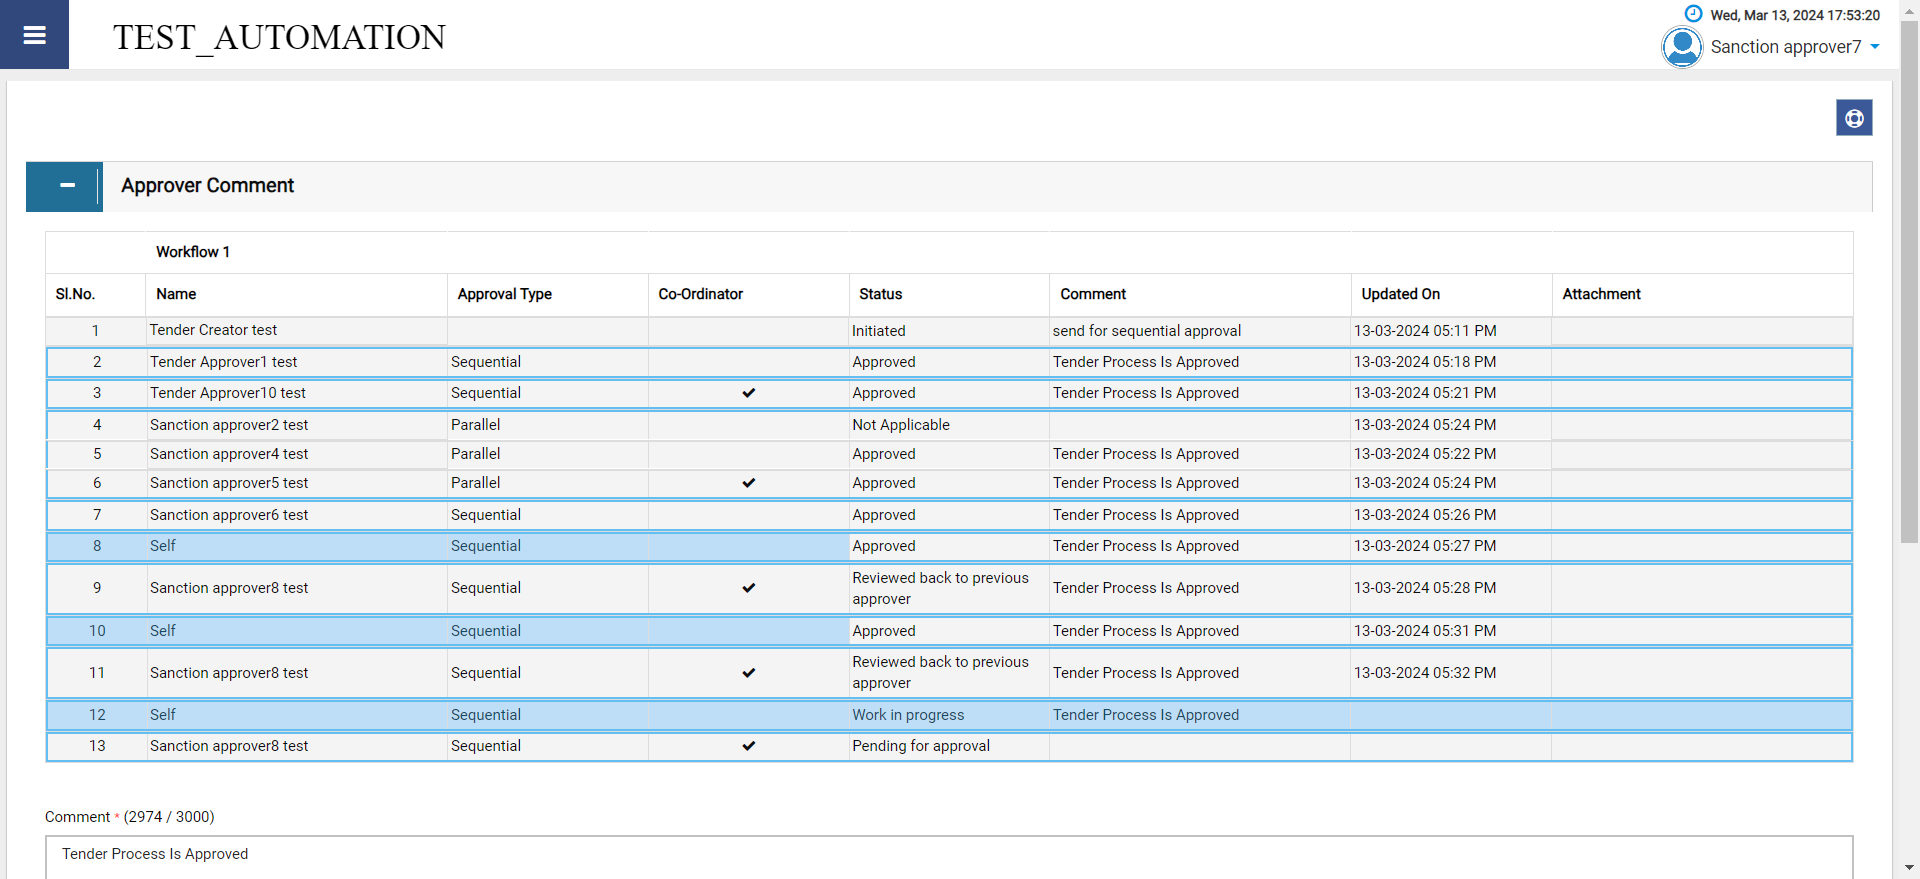 TEST_AUTOMATION
Wed, Mar 13, 2024 17:53:20
Sanction approver7
Approver Comment
Workflow 1
Sl.No. Name Approval Type Co-Ordinator Status Comment Updated On Attachment
1 Tender Creator test Initiated send for sequential approval 13-03-2024 05:11 PM
2 Tender Approver1 test Sequential Approved Tender Process Is Approved 13-03-2024 05:18 PM
3 Tender Approver10 test Sequential Approved Tender Process Is Approved 13-03-2024 05:21 PM
4 Sanction approver2 test Parallel Not Applicable 13-03-2024 05:24 PM
5 Sanction approver4 test Parallel Approved Tender Process Is Approved 13-03-2024 05:22 PM
6 Sanction approver5 test Parallel Approved Tender Process Is Approved 13-03-2024 05:24 PM
7 Sanction approver6 test Sequential Approved Tender Process Is Approved 13-03-2024 05:26 PM
8 Self Sequential Approved Tender Process Is Approved 13-03-2024 05:27 PM
9 Sanction approver8 test Sequential Reviewed back to previous approver Tender Process Is Approved 13-03-2024 05:28 PM
10 Self Sequential Approved Tender Process Is Approved 13-03-2024 05:31 PM
11 Sanction approver8 test Sequential Reviewed back to previous approver Tender Process Is Approved 13-03-2024 05:32 PM
12 Self Sequential Work in progress Tender Process Is Approved
13 Sanction approver8 test Sequential Pending for approval
Comment * (2974 / 3000)
Tender Process Is Approved